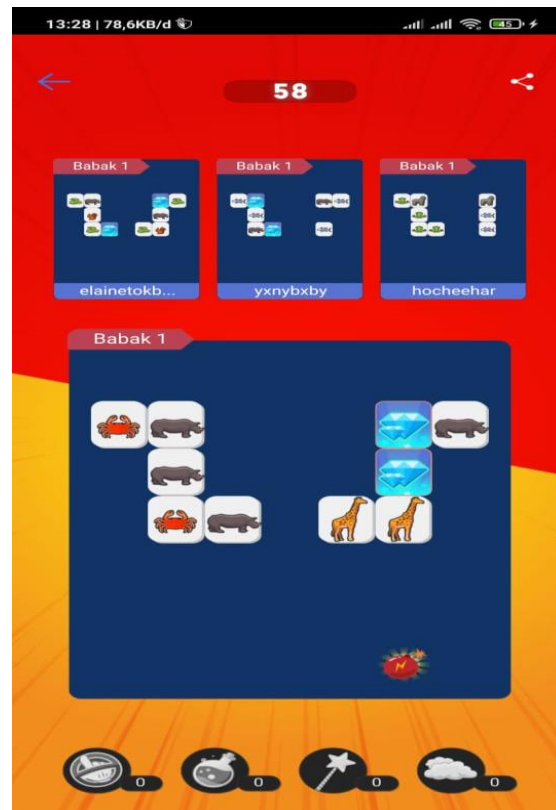 13:28 | 78,6KB/d
45
58
Babak 1
Babak 1
Babak 1
elainetokb...
yxnybxby
hocheehar
Babak 1
0
0
0
0